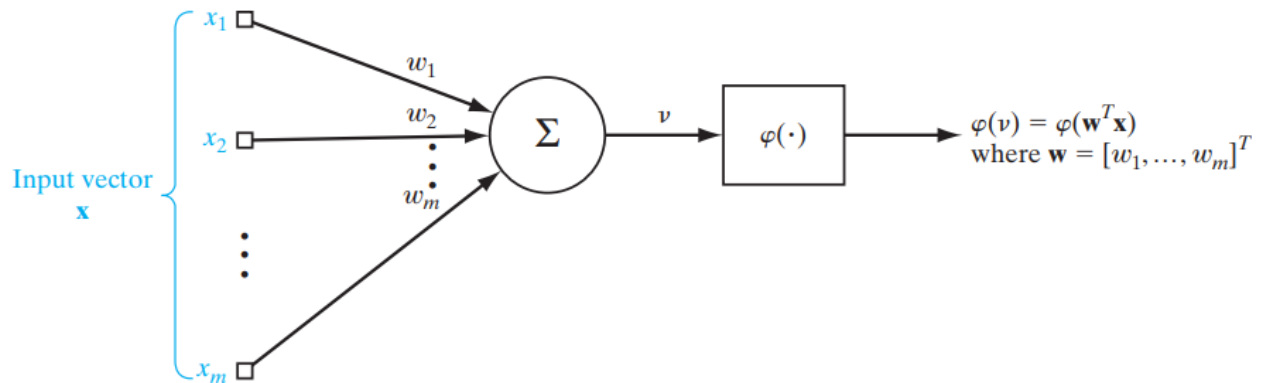 x₁
w₁
x₂
w₂
Σ
ν
φ(·)
φ(ν) = φ(wᵀx)
where w = [w₁,..., wₘ]ᵀ
Input vector
x
wₘ
xₘ